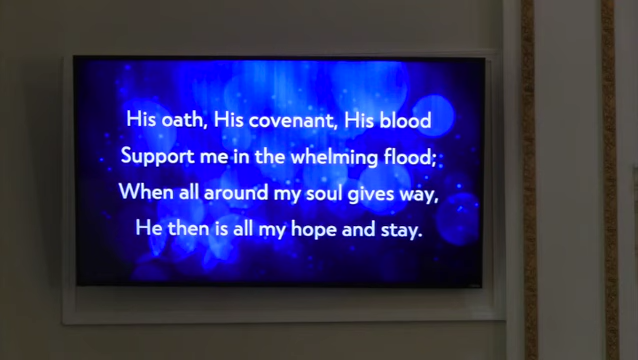 His oath, His covenant, His blood
Support me in the whelming flood;
When all around my soul gives way,
He then is all my hope and stay.